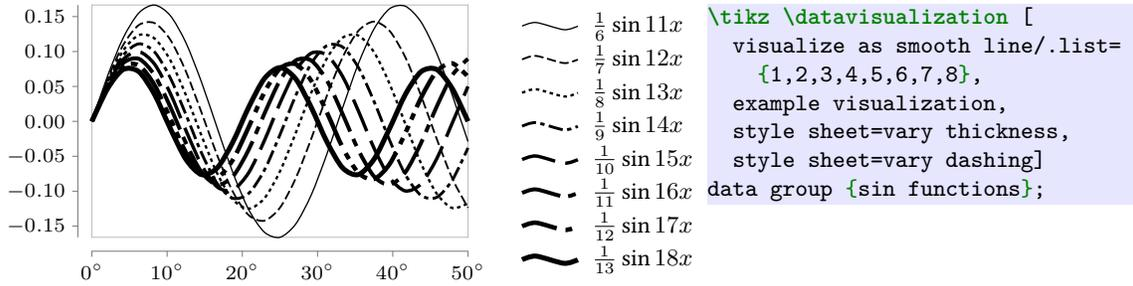 0.15
0.10
0.05
0.00
−0.05
−0.10
−0.15
0° 10° 20° 30° 40° 50°
1/6 sin 11x
1/7 sin 12x
1/8 sin 13x
1/9 sin 14x
1/10 sin 15x
1/11 sin 16x
1/12 sin 17x
1/13 sin 18x
\tikz \datavisualization [
  visualize as smooth line/.list=
    {1,2,3,4,5,6,7,8},
  example visualization,
  style sheet=vary thickness,
  style sheet=vary dashing]
data group {sin functions};